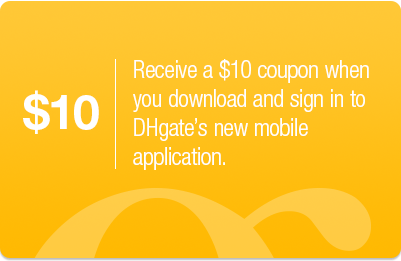 $10
Receive a $10 coupon when
you download and sign in to
DHgate's new mobile
application.